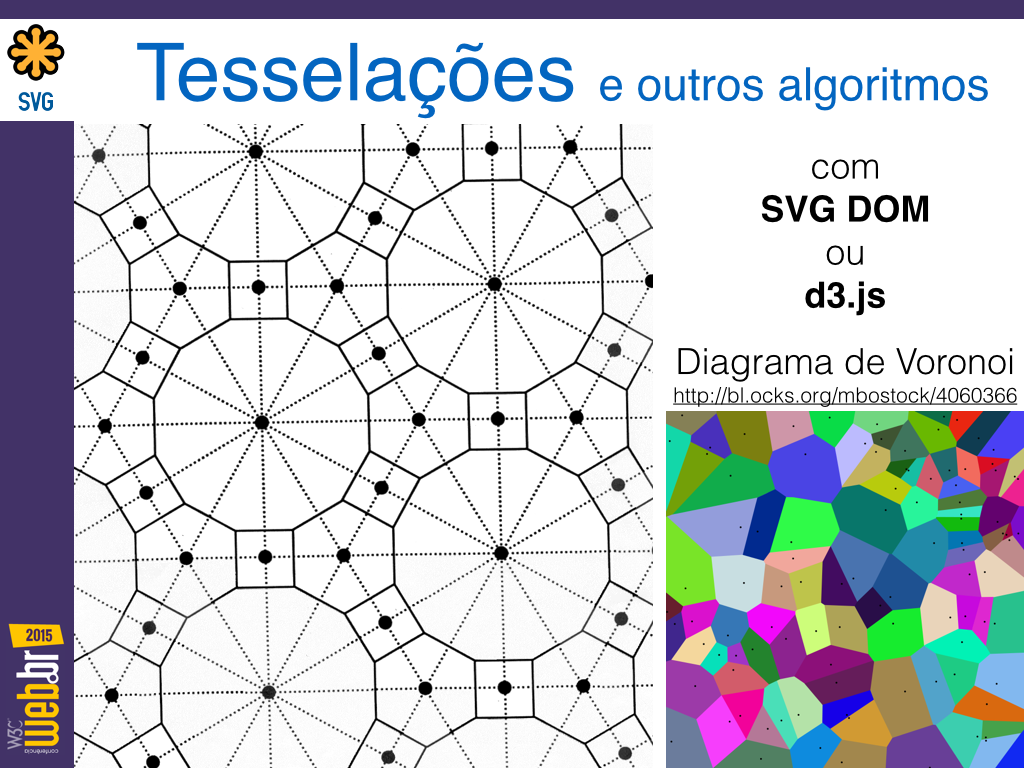 SVG
Tesselações e outros algoritmos
com
SVG DOM
ou
d3.js
Diagrama de Voronoi
http://bl.ocks.org/mbostock/4060366
2015
W3C
web.br
conferência